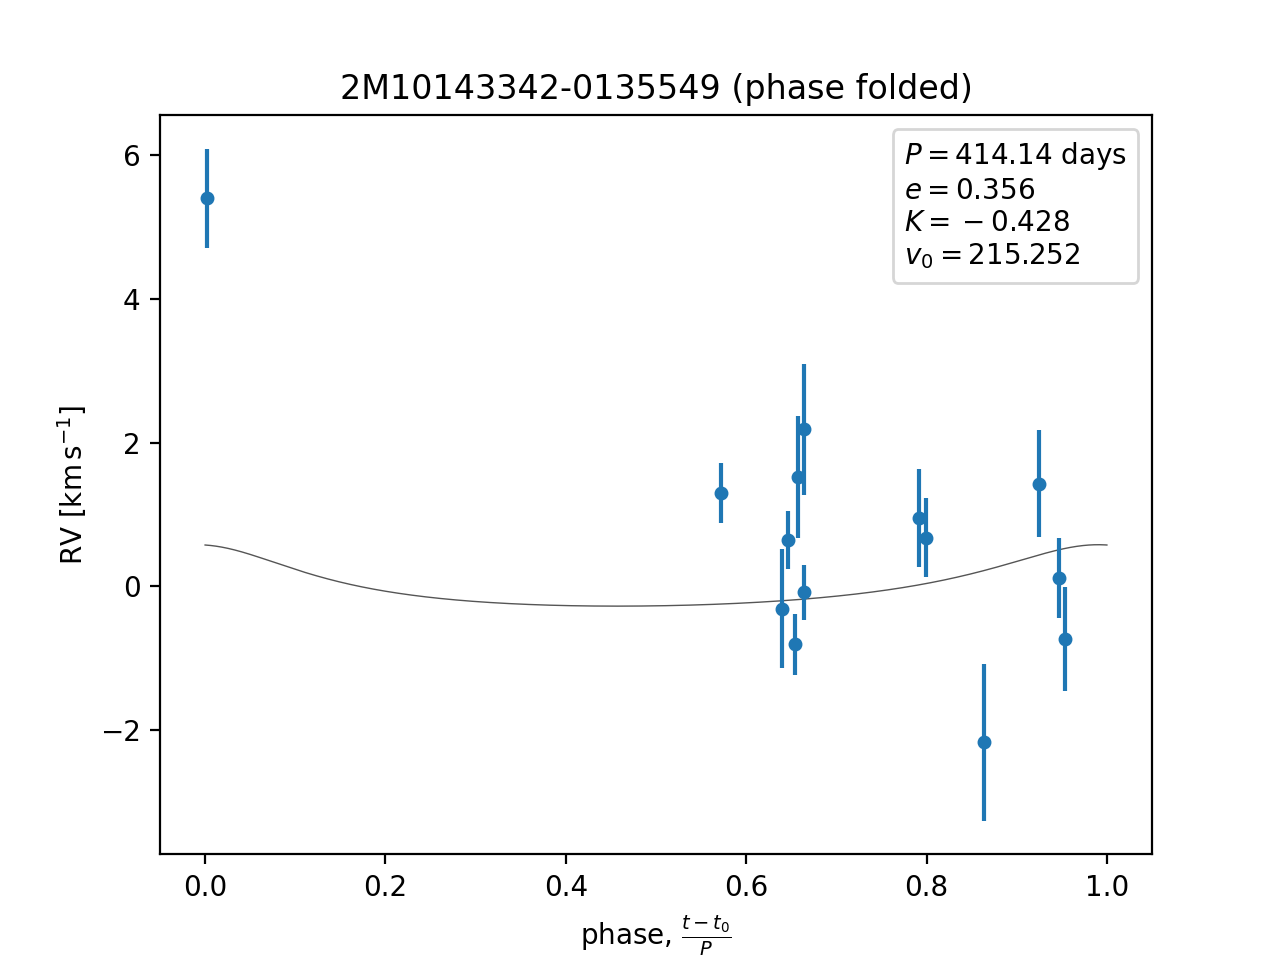 2M10143342-0135549 (phase folded)
P = 414.14 days
e = 0.356
K = −0.428
v₀ = 215.252
RV [km s⁻¹]
6
4
2
0
−2
0.0 0.2 0.4 0.6 0.8 1.0
phase, (t − t₀)/P